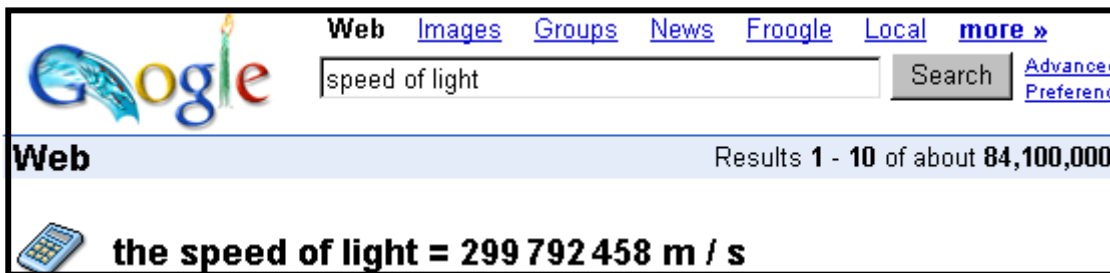 Google
Web Images Groups News Froogle Local more »
speed of light Search Advanced
Preferenc
Web Results 1 - 10 of about 84,100,000
the speed of light = 299 792 458 m / s